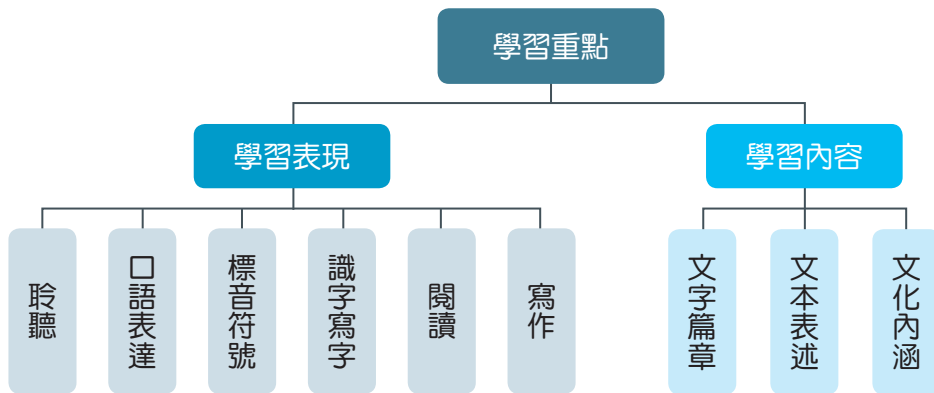 學習重點
學習表現
學習內容
聆聽
口語表達
標音符號
識字寫字
閱讀
寫作
文字篇章
文本表述
文化內涵